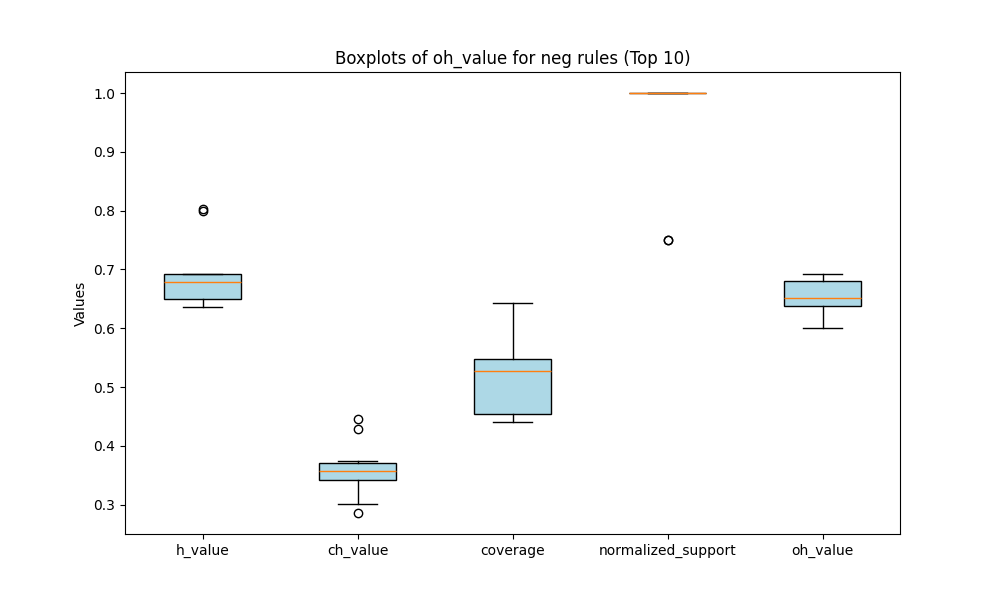 Boxplots of oh_value for neg rules (Top 10)
1.0
0.9
0.8
0.7
0.6
0.5
0.4
0.3
Values
h_value
ch_value
coverage
normalized_support
oh_value